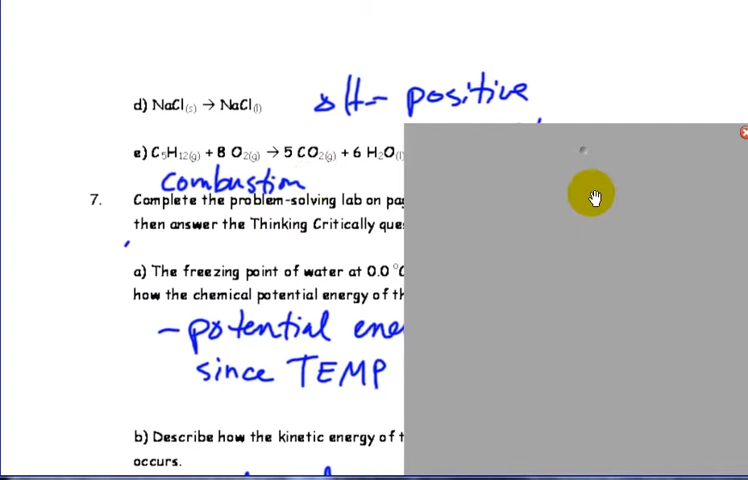 d) NaCl(s) → NaCl(l) ΔH = positive
e) C5H12(g) + 8 O2(g) → 5 CO2(g) + 6 H2O(l)
combustion
7. Complete the problem-solving lab on pag
then answer the Thinking Critically que
a) The freezing point of water at 0.0 °C
how the chemical potential energy of th
- potential ene
since TEMP
b) Describe how the kinetic energy of t
occurs.